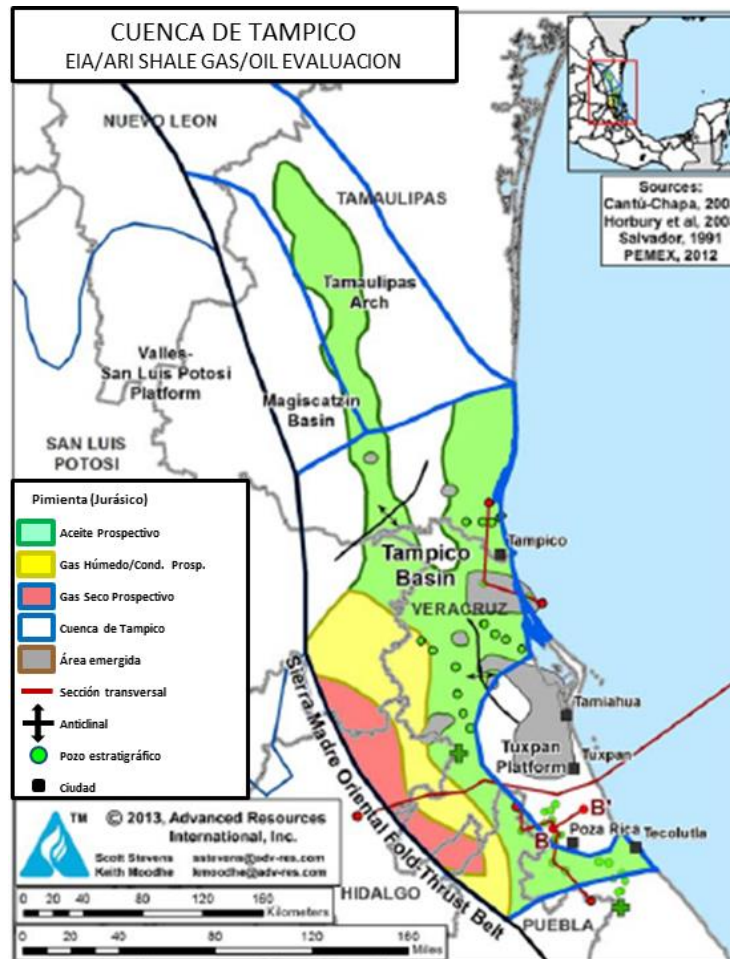 CUENCA DE TAMPICO
EIA/ARI SHALE GAS/OIL EVALUACION
NUEVO LEON
TAMAULIPAS
Sources:
Cantú-Chapa, 200
Horbury et al, 200
Salvador, 1991
PEMEX, 2012
Tamaulipas
Arch
Valles-
San Luis Potosi
Platform
Magiscatzin
Basin
SAN LUIS
POTOSI
Pimienta (Jurásico)
Aceite Prospectivo
Gas Húmedo/Cond. Prosp.
Gas Seco Prospectivo
Cuenca de Tampico
Área emergida
Sección transversal
Anticlinal
Pozo estratigráfico
Ciudad
Tampico
Tampico
Basin
VERACRUZ
Tamiahua
Tuxpan
Platform
Tuxpan
Sierra Madre Oriental Fold-Thrust Belt
B'
B
Poza Rica
Tecolutla
TM
© 2013, Advanced Resources
International, Inc.
Scott Stevens sstevens@adv-res.com
Keith Moodhe kmoodhe@adv-res.com
HIDALGO
PUEBLA
0 20 40 80 120 160
Kilometers
0 20 40 80 120 160
Miles